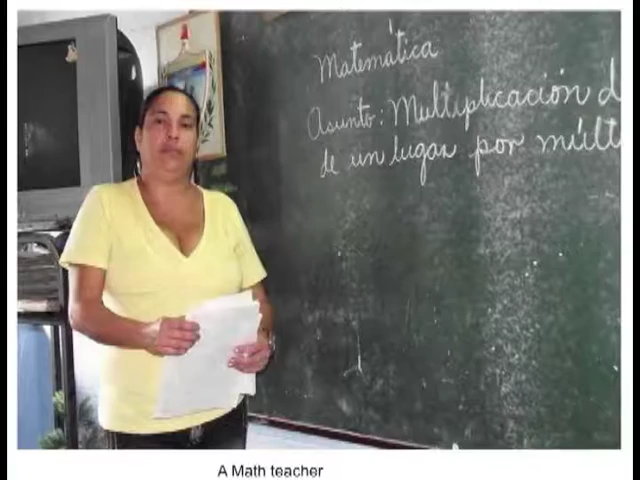 Matemática
Asunto: Multiplicación d
de un lugar por múlt
A Math teacher